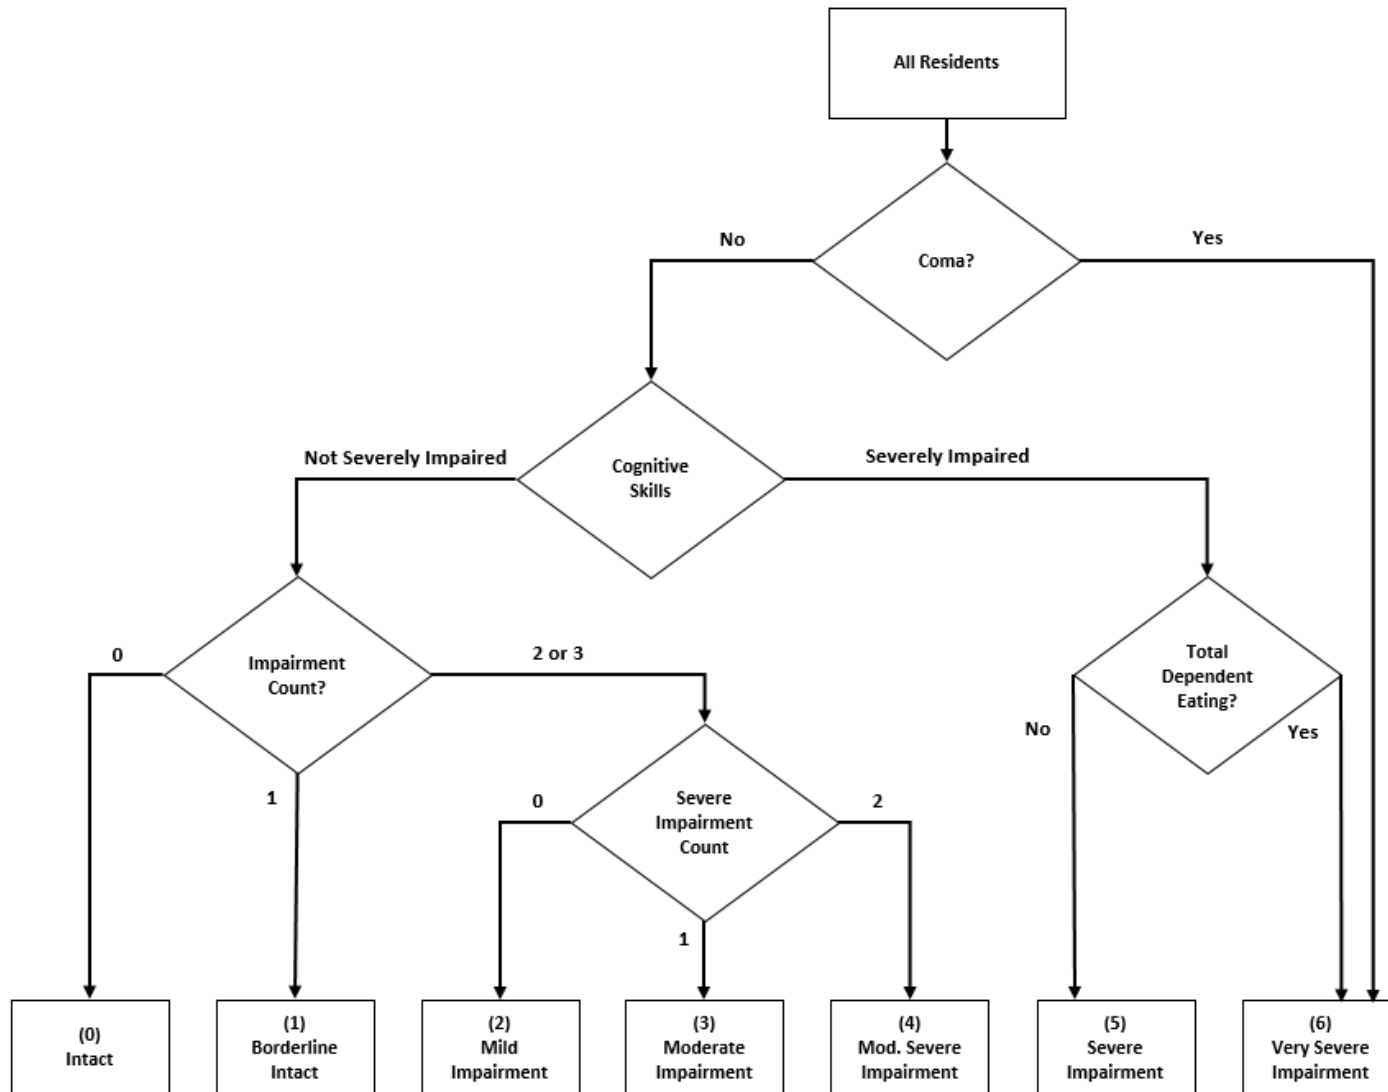 All Residents
No
Yes
Coma?
Not Severely Impaired
Severely Impaired
Cognitive
Skills
0
Impairment
Count?
2 or 3
Total
Dependent
Eating?
No
Yes
1
0
Severe
Impairment
Count
2
1
(0)
Intact
(1)
Borderline
Intact
(2)
Mild
Impairment
(3)
Moderate
Impairment
(4)
Mod. Severe
Impairment
(5)
Severe
Impairment
(6)
Very Severe
Impairment